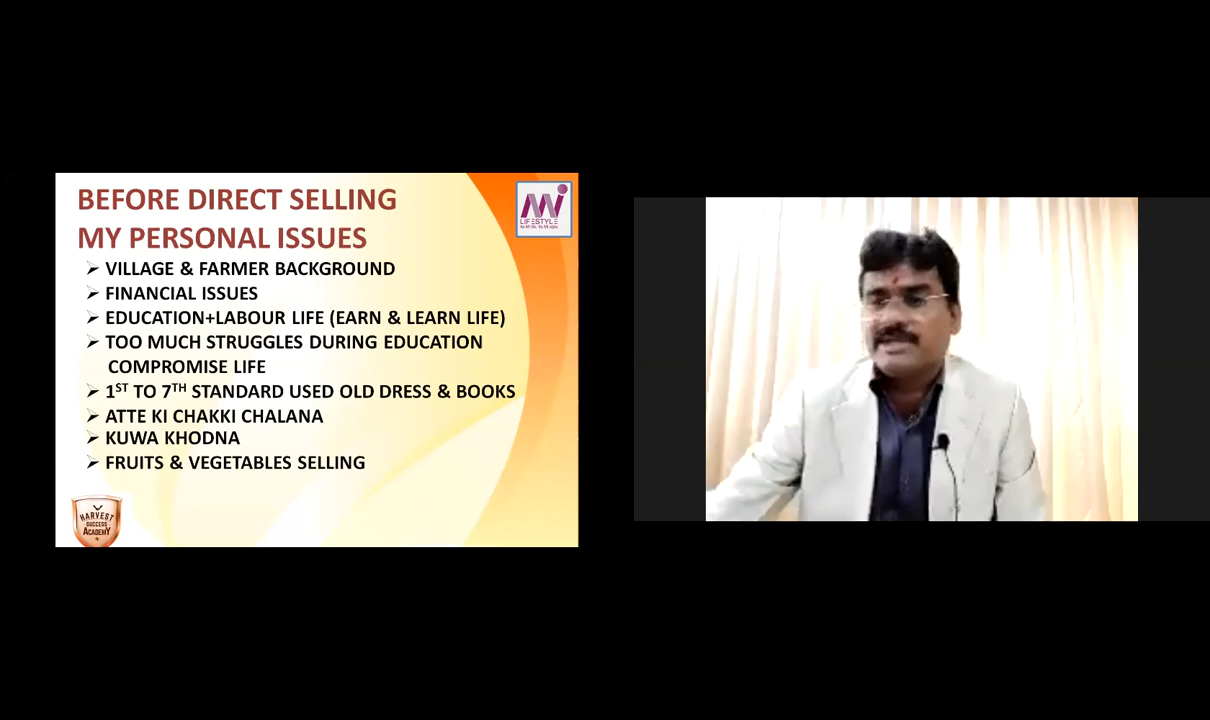 BEFORE DIRECT SELLING
MY PERSONAL ISSUES
VILLAGE & FARMER BACKGROUND
FINANCIAL ISSUES
EDUCATION+LABOUR LIFE (EARN & LEARN LIFE)
TOO MUCH STRUGGLES DURING EDUCATION
COMPROMISE LIFE
1ST TO 7TH STANDARD USED OLD DRESS & BOOKS
ATTE KI CHAKKI CHALANA
KUWA KHODNA
FRUITS & VEGETABLES SELLING
LIFESTYLE
HARVEST
SUCCESS
ACADEMY